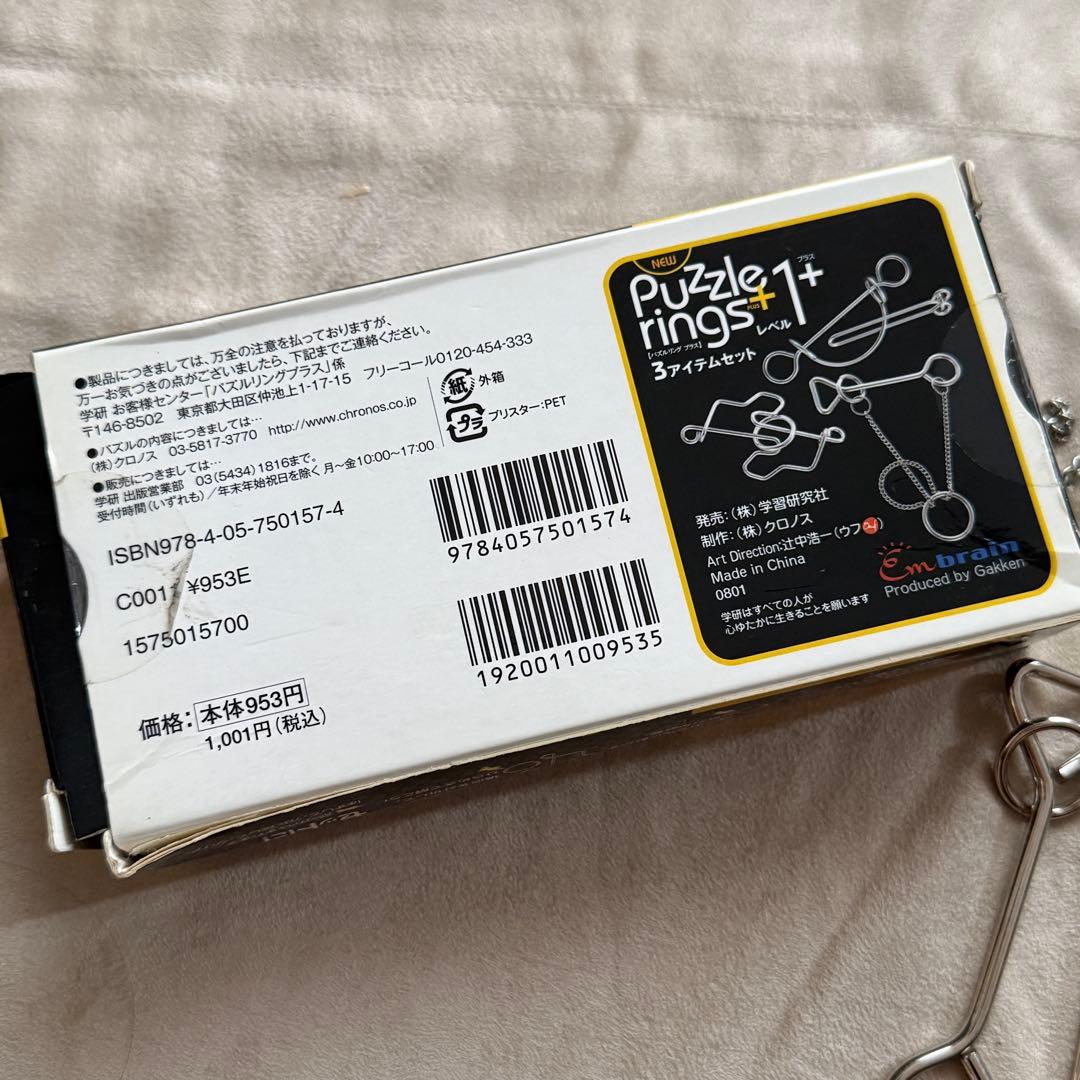 ●製品につきましては、万全の注意を払っておりますが、
万一お気づきの点がございましたら、下記までご連絡ください。
学研 お客様センター「パズルリングプラス」係
〒146-8502 東京都大田区仲池上1-17-15 フリーコール0120-454-333
●パズルの内容につきましては…
(株)クロノス 03-5817-3770 http://www.chronos.co.jp
●販売につきましては…
学研 出版営業部 03(5434)1816まで。
受付時間(いずれも)/年末年始祝日を除く 月〜金10:00〜17:00
紙 外箱
プラ ブリスター:PET
ISBN978-4-05-750157-4
¥953E
1575015700
9784057501574
1920011009535
価格: 本体953円
1,001円(税込)
NEW
Puzzle
rings+
PLUS
[パズルリング プラス]
レベル1+
プラス
3アイテムセット
発売:(株)学習研究社
制作:(株)クロノス
Art Direction:辻中浩一(ウフ)
Made in China
0801
学研はすべての人が
心ゆたかに生きることを願います
Embrain
Produced by Gakken